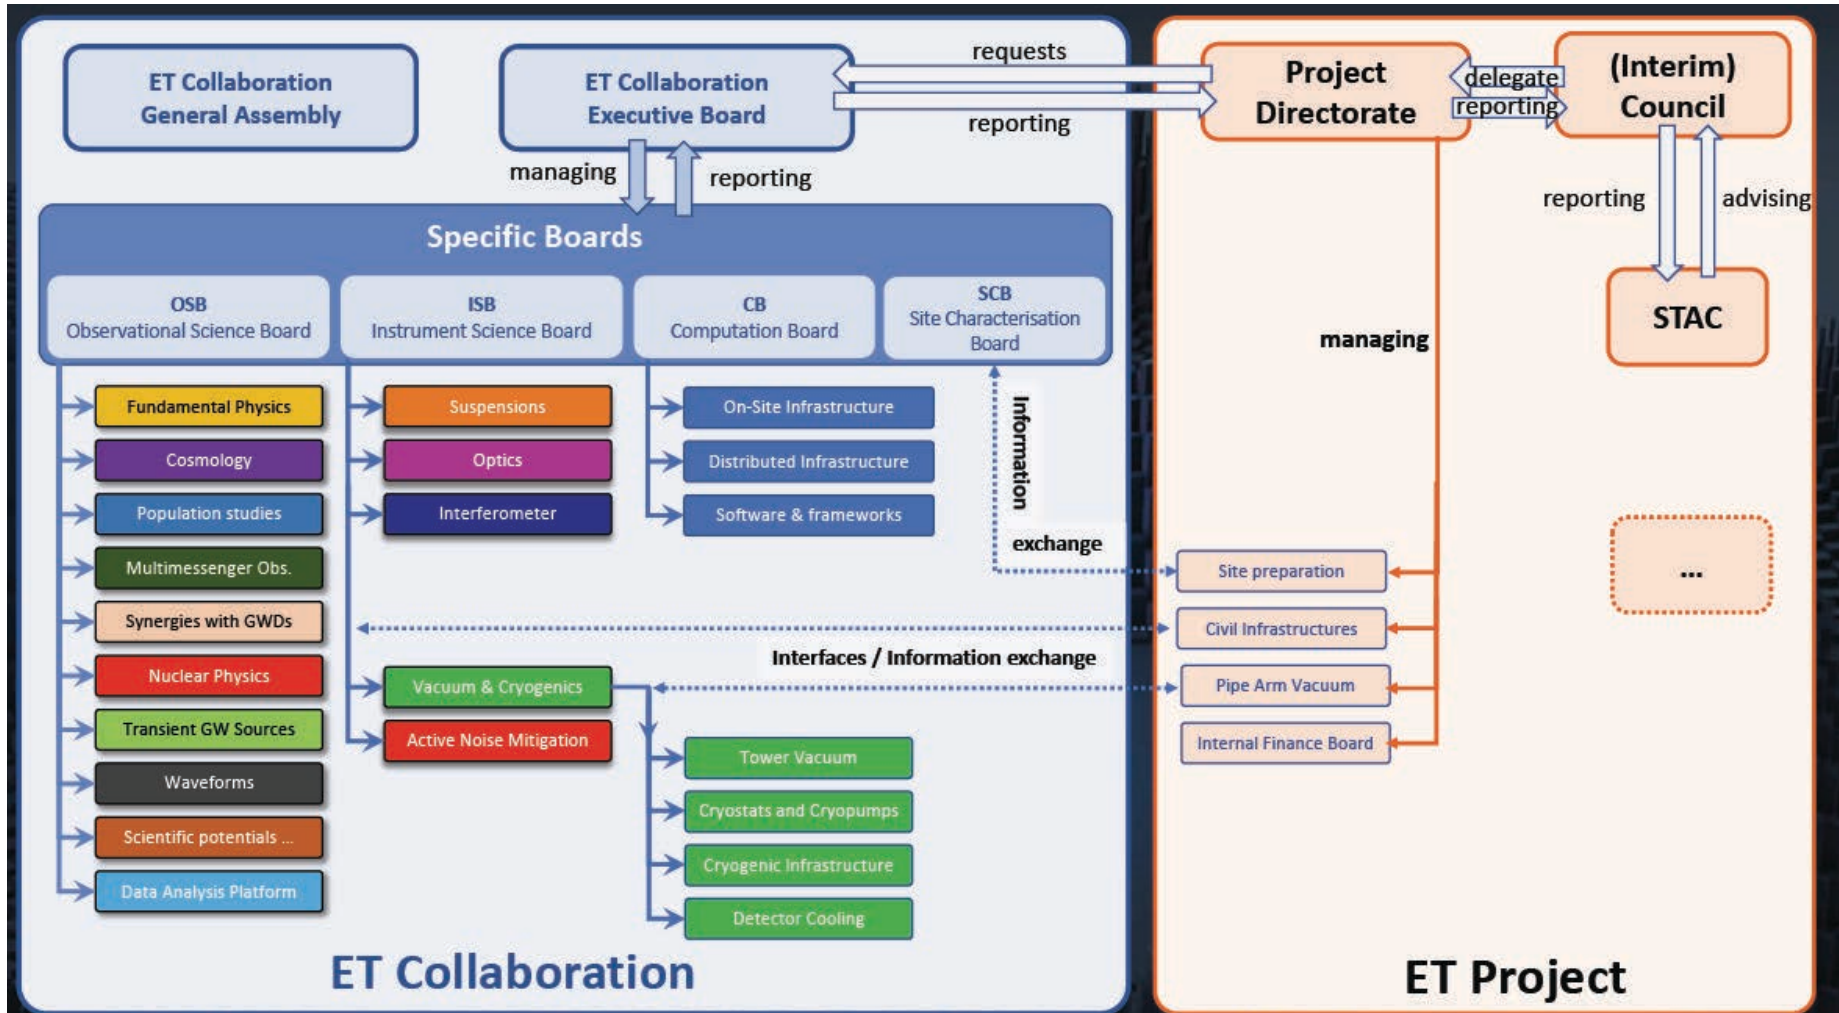 ET Collaboration
General Assembly
ET Collaboration
Executive Board
requests
reporting
Project
Directorate
delegate
reporting
(Interim)
Council
managing
reporting
reporting
advising
Specific Boards
OSB
Observational Science Board
ISB
Instrument Science Board
CB
Computation Board
SCB
Site Characterisation
Board
STAC
managing
Fundamental Physics
Cosmology
Population studies
Multimessenger Obs.
Synergies with GWDs
Nuclear Physics
Transient GW Sources
Waveforms
Scientific potentials ...
Data Analysis Platform
Suspensions
Optics
Interferometer
Vacuum & Cryogenics
Active Noise Mitigation
On-Site Infrastructure
Distributed Infrastructure
Software & frameworks
Tower Vacuum
Cryostats and Cryopumps
Cryogenic Infrastructure
Detector Cooling
Information
exchange
Interfaces / Information exchange
Site preparation
Civil Infrastructures
Pipe Arm Vacuum
Internal Finance Board
...
ET Collaboration
ET Project